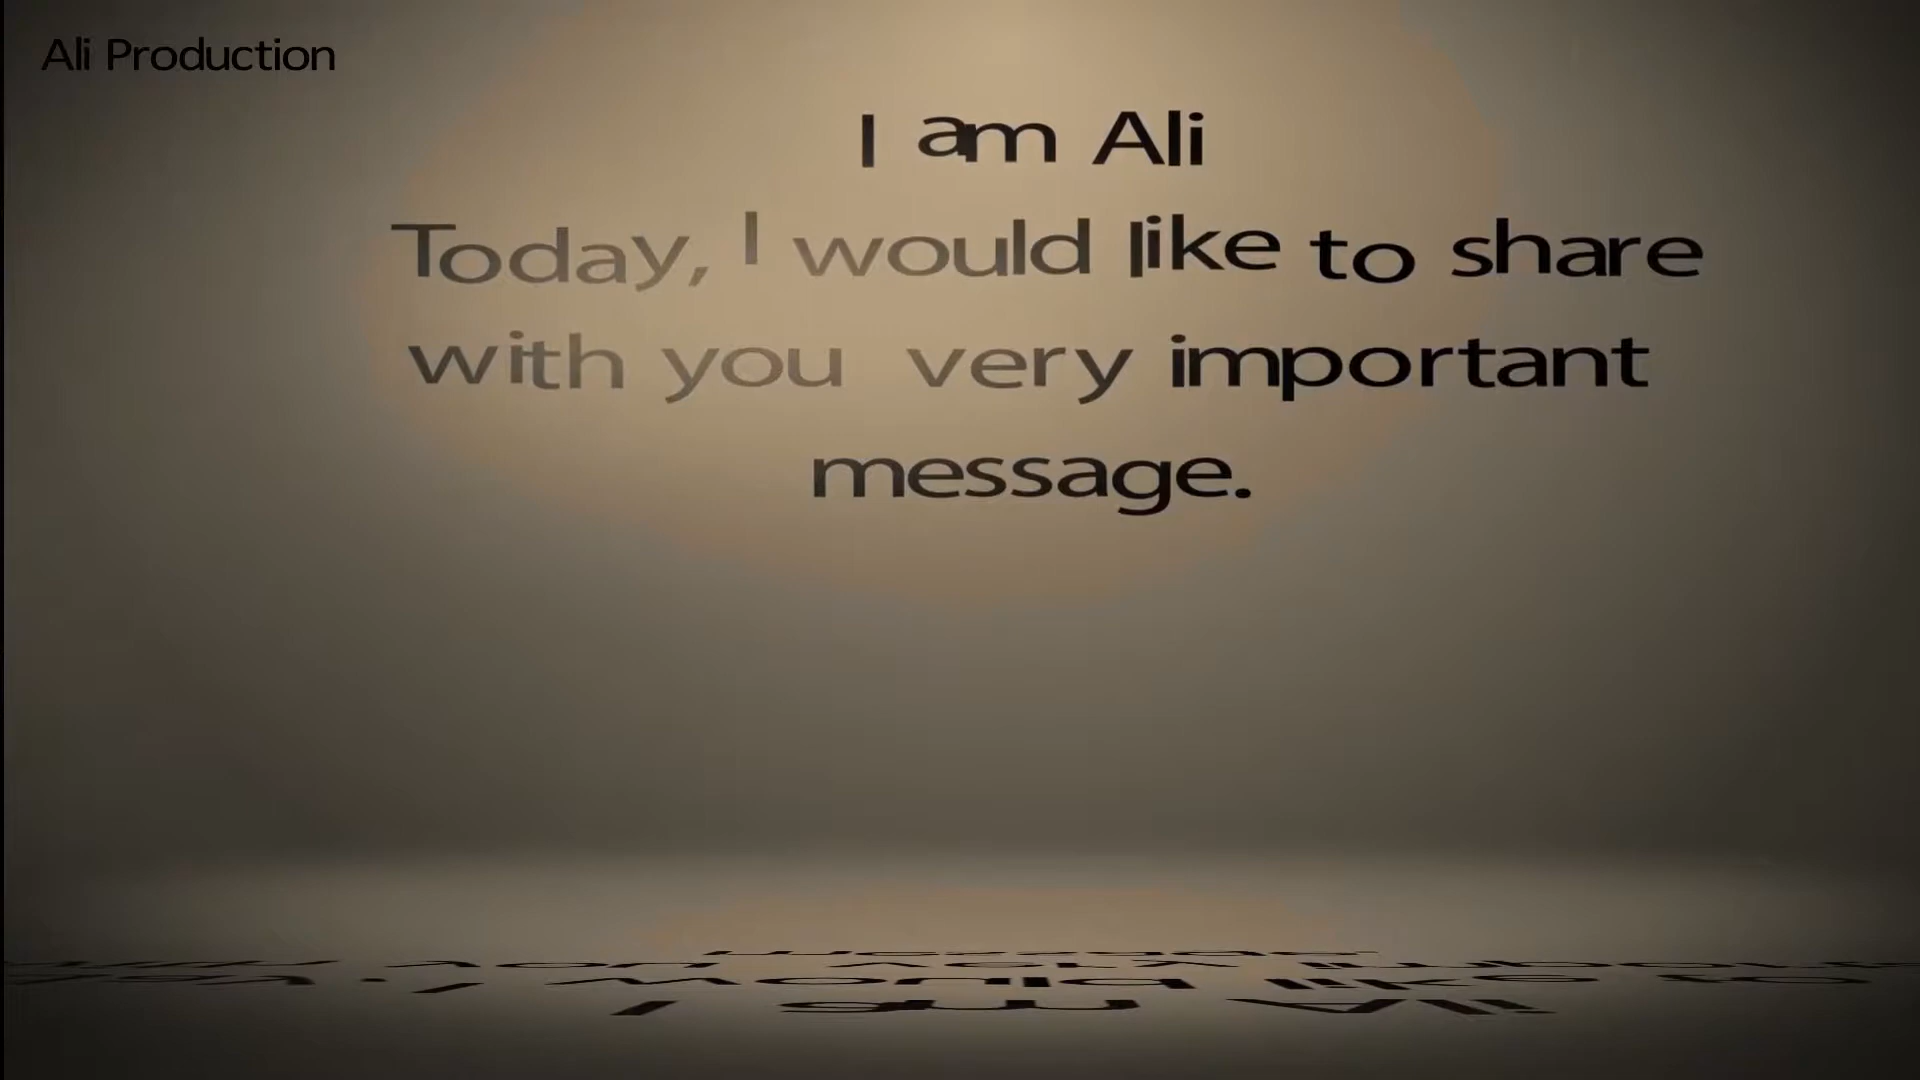 Ali Production
I am Ali
Today, I would like to share
with you very important
message.